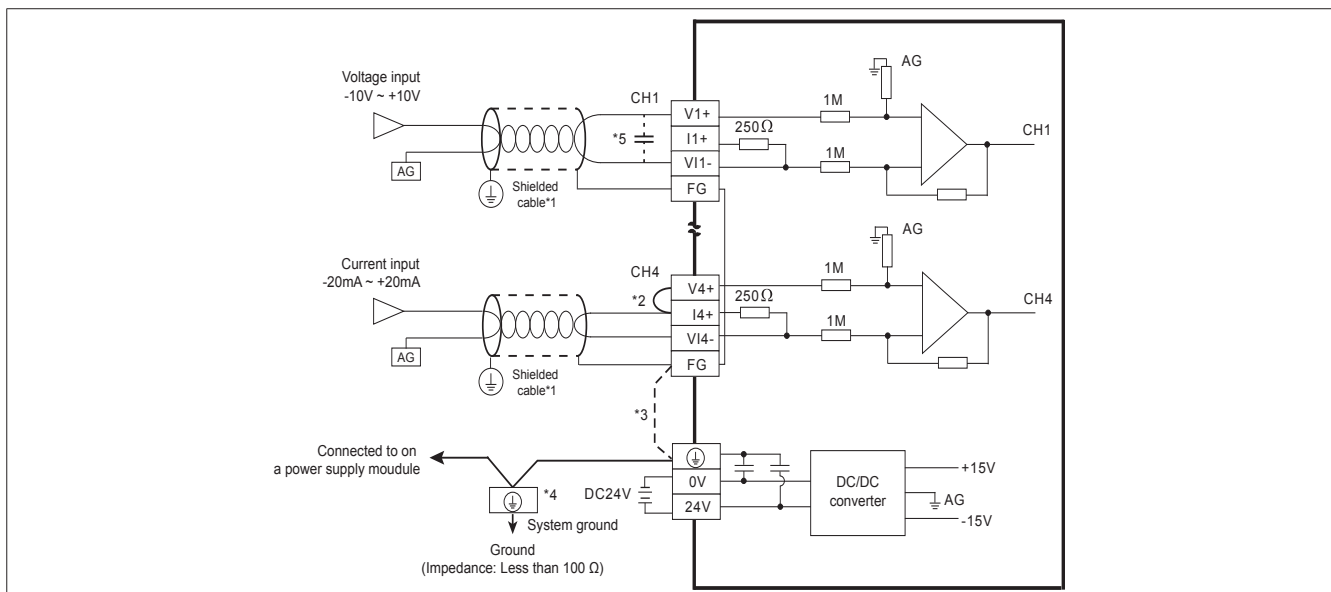 Voltage input
-10V ~ +10V
AG
Shielded
cable*1
CH1
*5
V1+
I1+
VI1-
FG
250Ω
1M
1M
AG
CH1
Current input
-20mA ~ +20mA
AG
Shielded
cable*1
CH4
*2
V4+
I4+
VI4-
FG
250Ω
1M
1M
AG
CH4
*3
Connected to on
a power supply moudule
*4
System ground
Ground
(Impedance: Less than 100 Ω)
DC24V
0V
24V
DC/DC
converter
+15V
AG
-15V